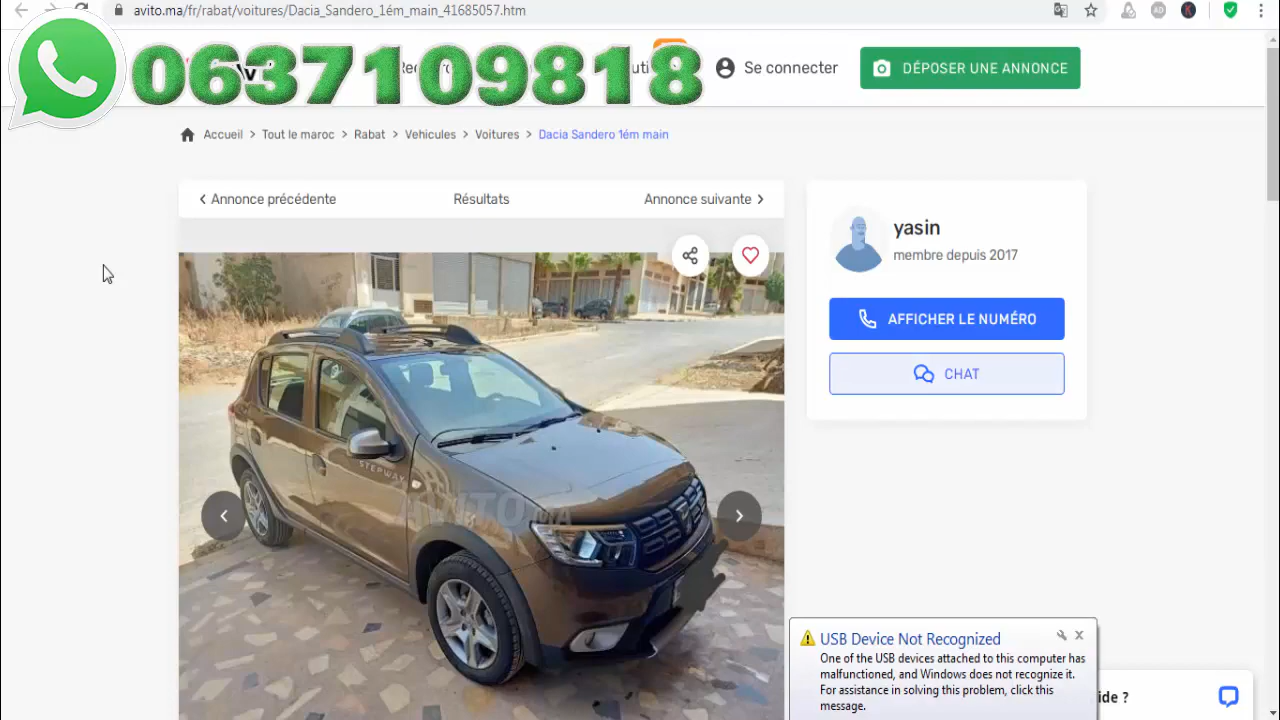 avito.ma/fr/rabat/voitures/Dacia_Sandero_1ém_main_41685057.htm
0637109818
Se connecter
DÉPOSER UNE ANNONCE
Accueil > Tout le maroc > Rabat > Vehicules > Voitures > Dacia Sandero 1ém main
Annonce précédente
Résultats
Annonce suivante
yasin
membre depuis 2017
AFFICHER LE NUMÉRO
CHAT
STEPWAY
AVITO.MA
USB Device Not Recognized
One of the USB devices attached to this computer has
malfunctioned, and Windows does not recognize it.
For assistance in solving this problem, click this
message.
ide ?